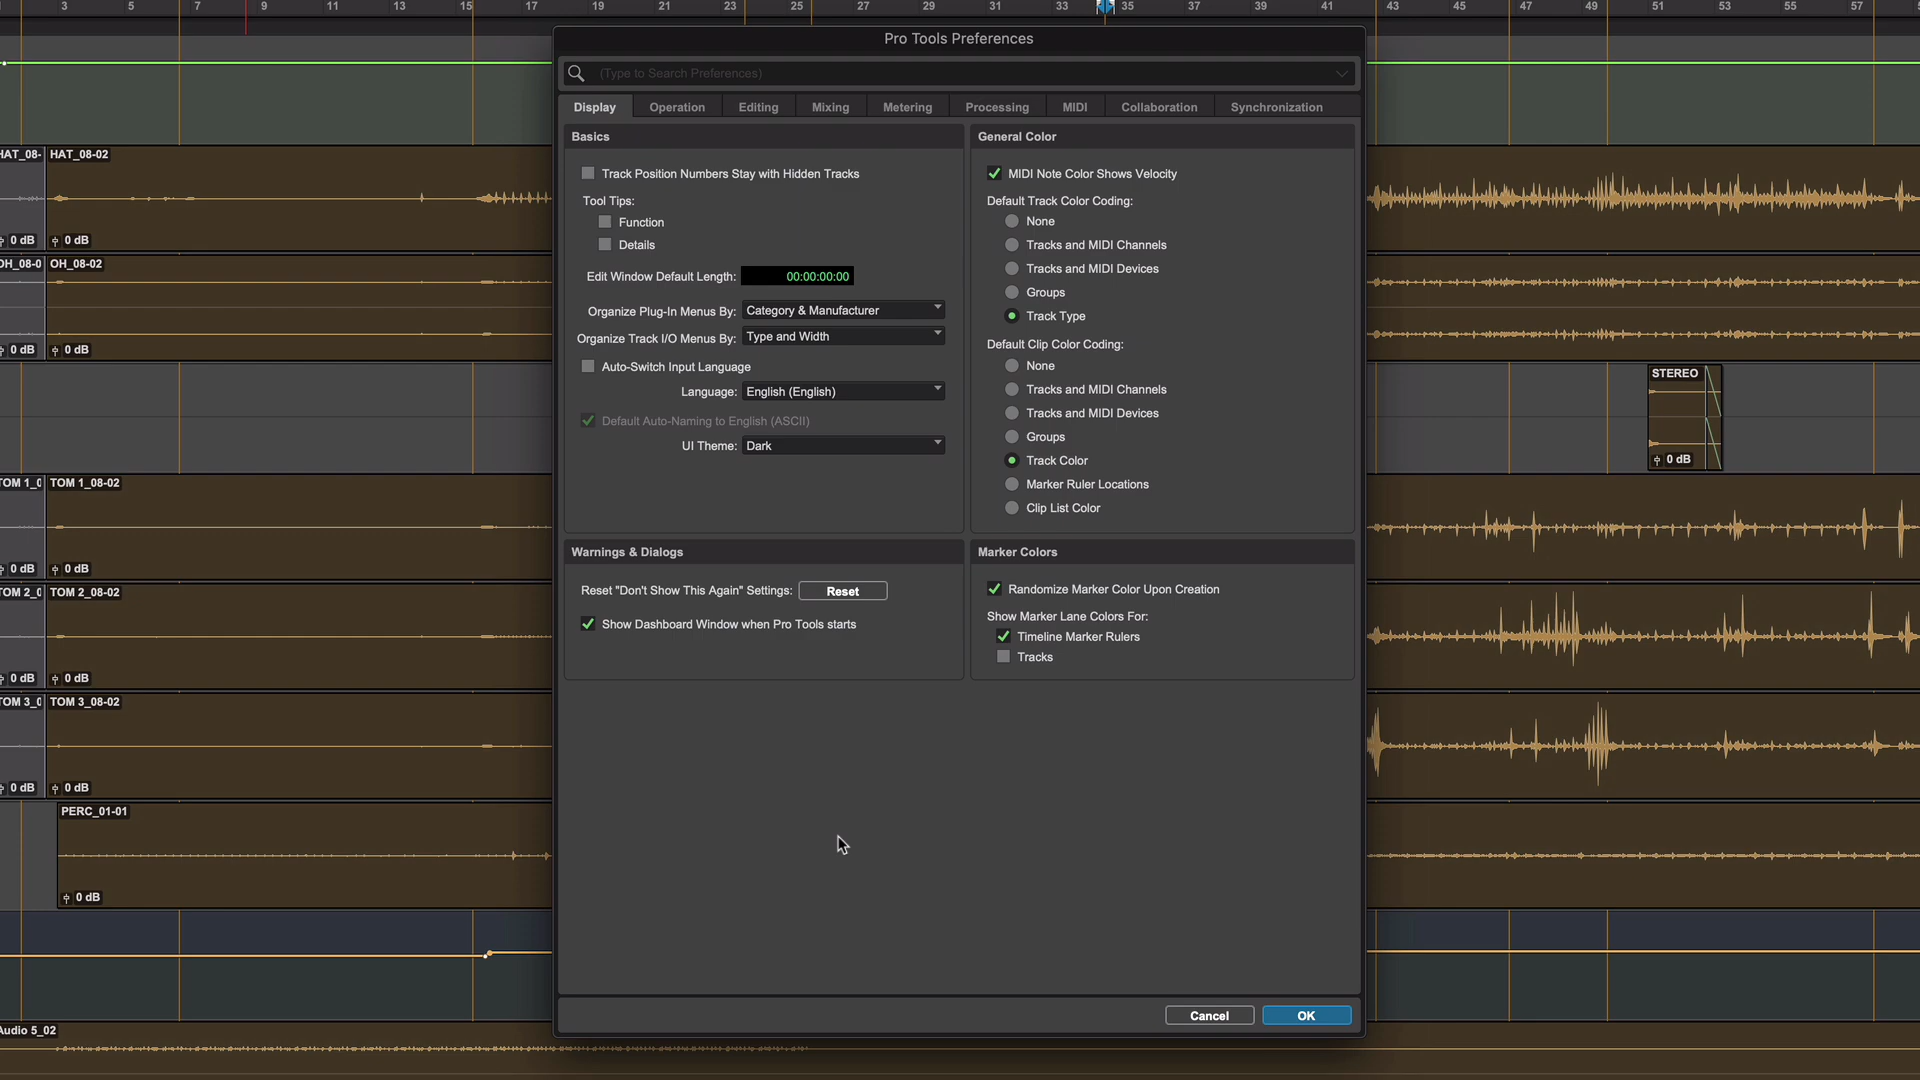 3 5 7 9 11 13 15 17 19 21 23 25 27 29 31 33 35 37 39 41 43 45 47 49 51 53 55 57
Pro Tools Preferences
(Type to Search Preferences)
Display Operation Editing Mixing Metering Processing MIDI Collaboration Synchronization
Basics
Track Position Numbers Stay with Hidden Tracks
Tool Tips:
Function
Details
Edit Window Default Length: 00:00:00:00
Organize Plug-In Menus By: Category & Manufacturer
Organize Track I/O Menus By: Type and Width
Auto-Switch Input Language
Language: English (English)
Default Auto-Naming to English (ASCII)
UI Theme: Dark
General Color
MIDI Note Color Shows Velocity
Default Track Color Coding:
None
Tracks and MIDI Channels
Tracks and MIDI Devices
Groups
Track Type
Default Clip Color Coding:
None
Tracks and MIDI Channels
Tracks and MIDI Devices
Groups
Track Color
Marker Ruler Locations
Clip List Color
Warnings & Dialogs
Reset "Don't Show This Again" Settings: Reset
Show Dashboard Window when Pro Tools starts
Marker Colors
Randomize Marker Color Upon Creation
Show Marker Lane Colors For:
Timeline Marker Rulers
Tracks
Cancel OK
HAT_08- HAT_08-02
0 dB 0 dB
OH_08-0 OH_08-02
0 dB 0 dB
STEREO
0 dB
TOM 1_0 TOM 1_08-02
0 dB 0 dB
TOM 2_0 TOM 2_08-02
0 dB 0 dB
TOM 3_0 TOM 3_08-02
0 dB 0 dB
PERC_01-01
0 dB
Audio 5_02